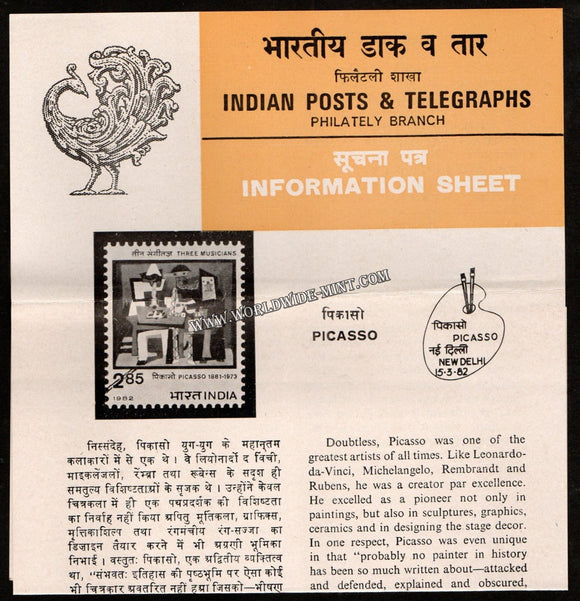 भारतीय डाक व तार
फिलैटली शाखा
INDIAN POSTS & TELEGRAPHS
PHILATELY BRANCH
सूचना पत्र
INFORMATION SHEET
तीन संगीतज्ञ THREE MUSICIANS
2.85
पिकासो PICASSO 1881-1973
1982
भारत INDIA
www.Worldwide-Mint.com
पिकासो
PICASSO
पिकासो
PICASSO
नई दिल्ली
NEW DELHI
15·3·82
निस्संदेह, पिकासो युग-युग के महानतम
कलाकारों में से एक थे । वे लियोनार्दो द विंची,
माइकलेंजलो, रेंम्ब्रा तथा रूबेन्स के सदृश ही
समतुल्य विशिष्टताओं के सृजक थे । उन्होंने केवल
चित्रकला में ही एक पथप्रदर्शक की विशिष्टता
का निर्वाह नहीं किया अपितु मूर्तिकला, ग्राफिक्स,
मृत्तिकाशिल्प तथा रंगमंचीय रंग-सज्जा का
डिजाइन तैयार करने में भी अग्रणी भूमिका
निभाई । वस्तुतः पिकासो, एक अद्वितीय व्यक्तित्व
था, "संभवतः इतिहास की पृष्ठभूमि पर ऐसा कोई
भी चित्रकार अवतरित नहीं हुआ जिसको—भीषण
Doubtless, Picasso was one of the
greatest artists of all times. Like Leonardo-
da-Vinci, Michelangelo, Rembrandt and
Rubens, he was a creator par excellence.
He excelled as a pioneer not only in
paintings, but also in sculptures, graphics,
ceramics and in designing the stage decor.
In one respect, Picasso was even unique
in that "probably no painter in history
has been so much written about—attacked
and defended, explained and obscured,